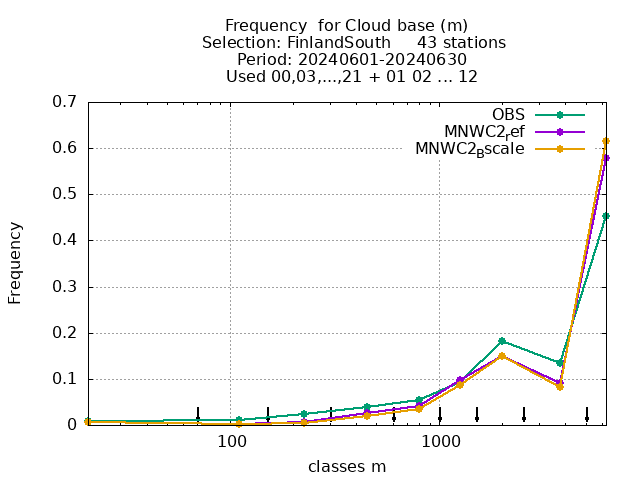 Frequency  for Cloud base (m)
Selection: FinlandSouth     43 stations
Period: 20240601-20240630
Used 00,03,...,21 + 01 02 ... 12
0.7
0.6
0.5
0.4
0.3
0.2
0.1
0
Frequency
OBS
MNWC2ref
MNWC2Bscale
100
1000
classes m